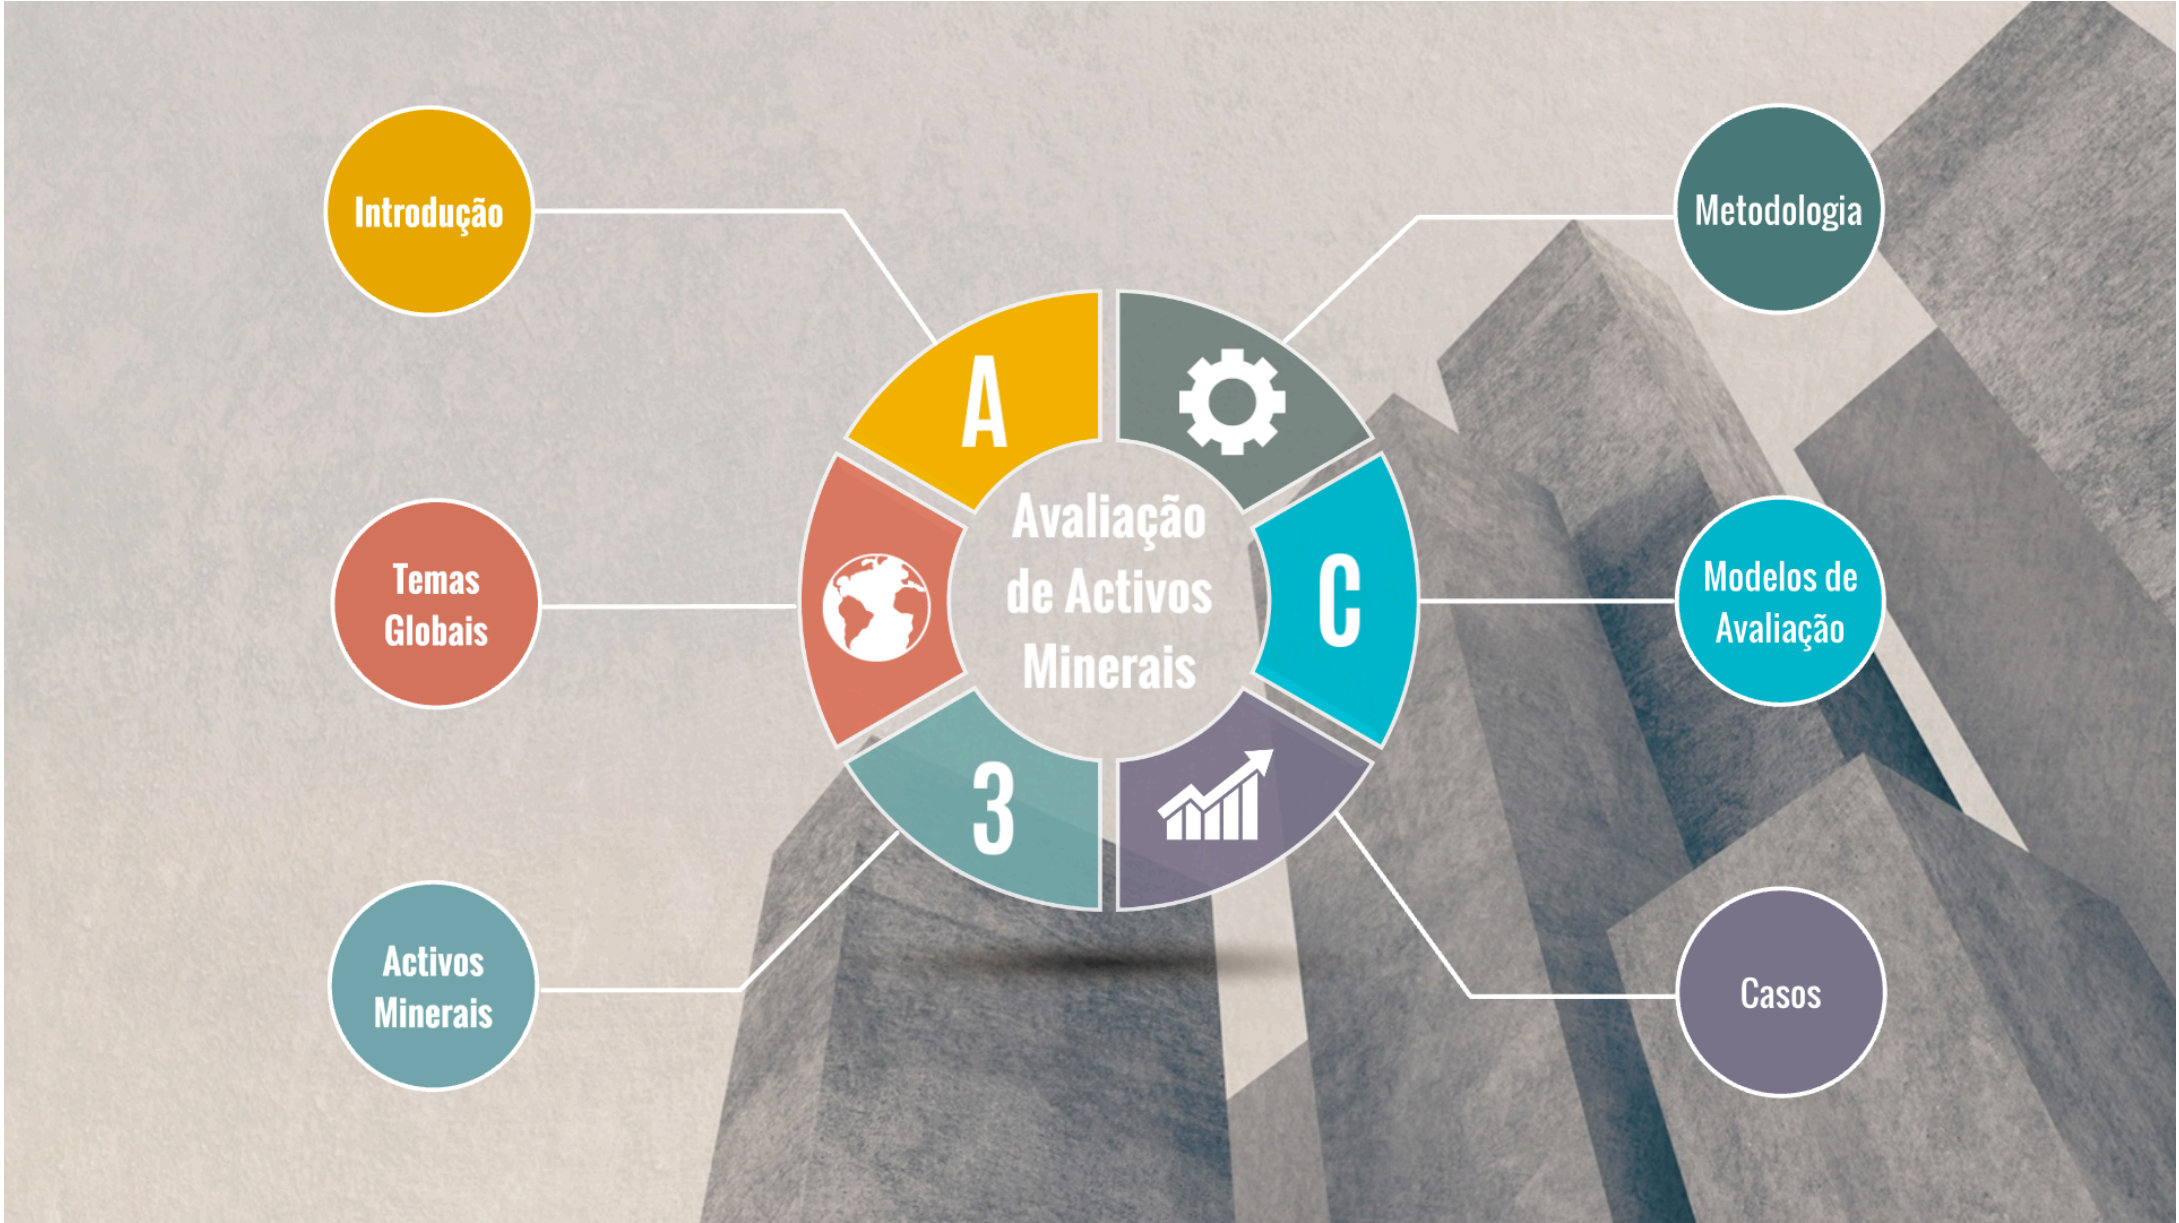 Introdução
Metodologia
A
Avaliação
de Activos
Minerais
Temas
Globais
C
Modelos de
Avaliação
3
Activos
Minerais
Casos